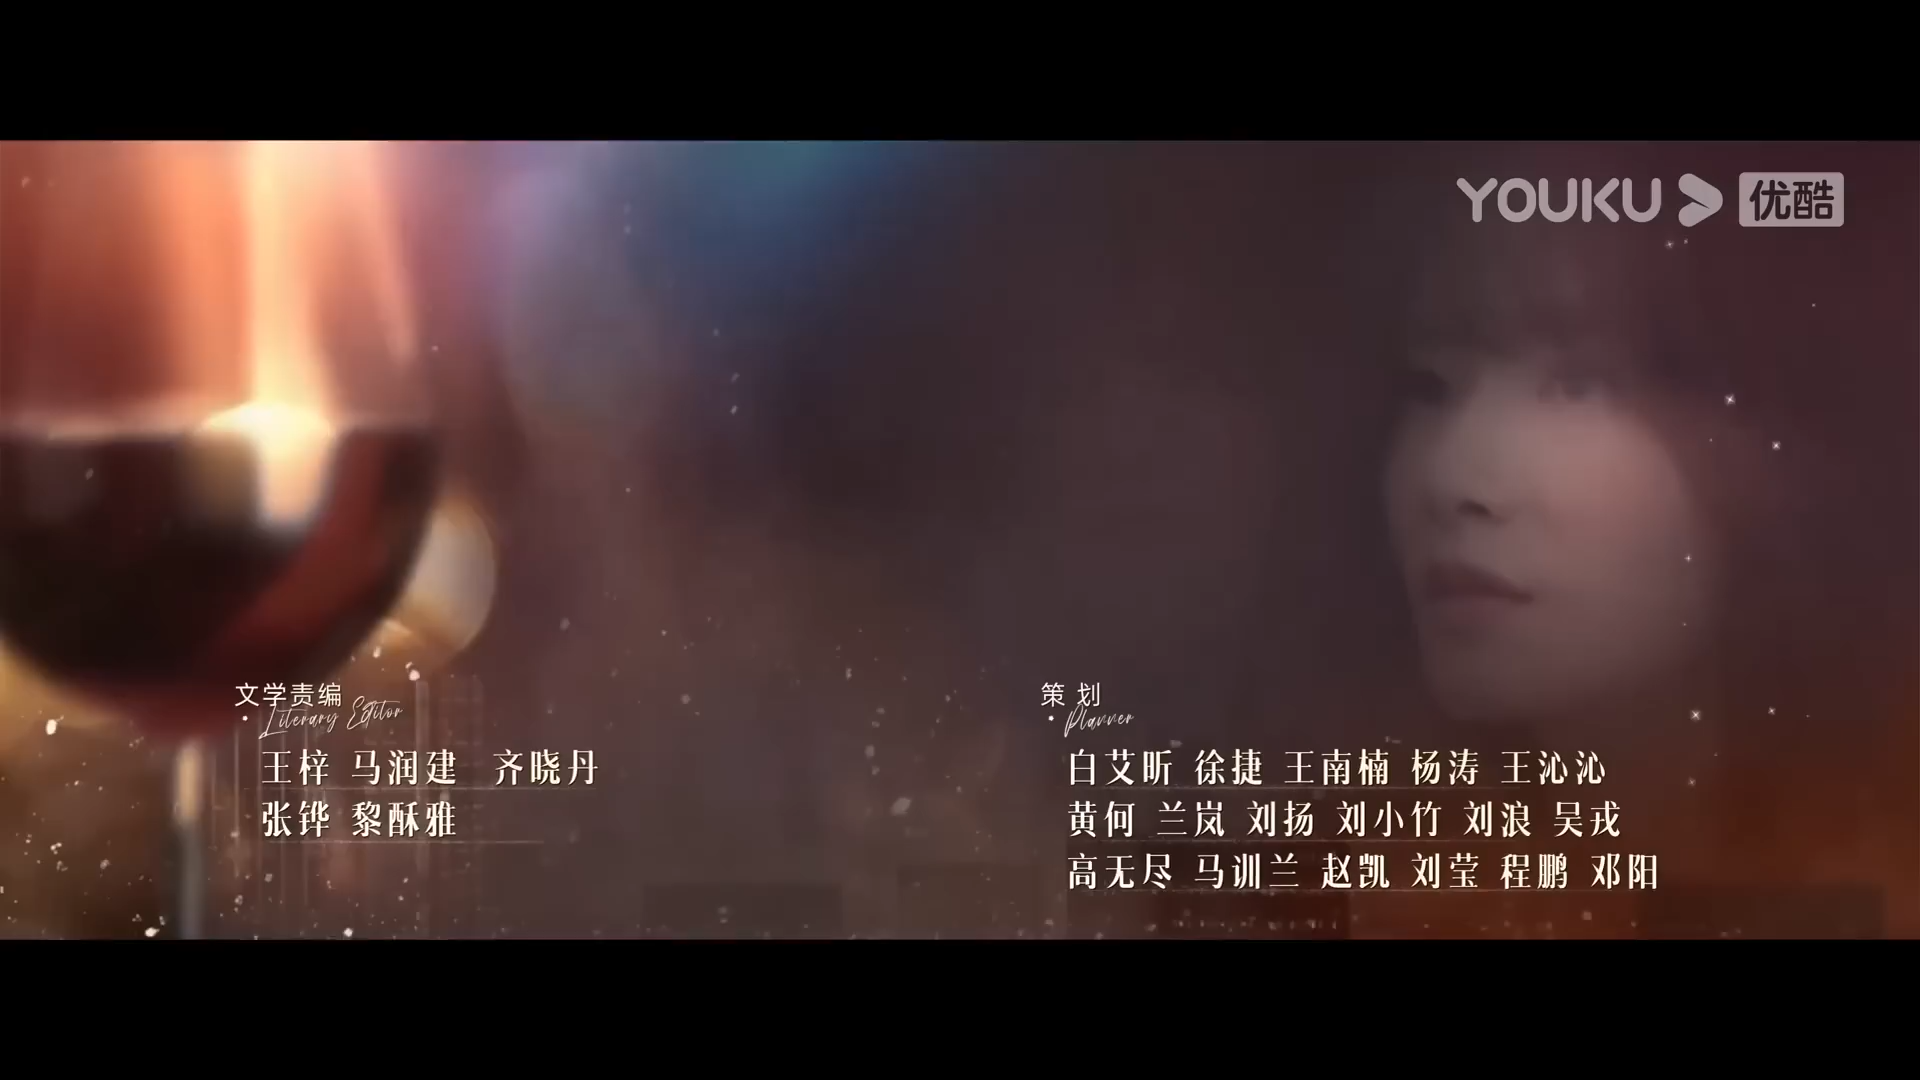 YOUKU 优酷
文学责编
Literary Editor
王梓 马润建 齐晓丹
张铧 黎酥雅
策 划
Planner
白艾昕 徐捷 王南楠 杨涛 王沁沁
黄何 兰岚 刘扬 刘小竹 刘浪 吴戎
高无尽 马训兰 赵凯 刘莹 程鹏 邓阳